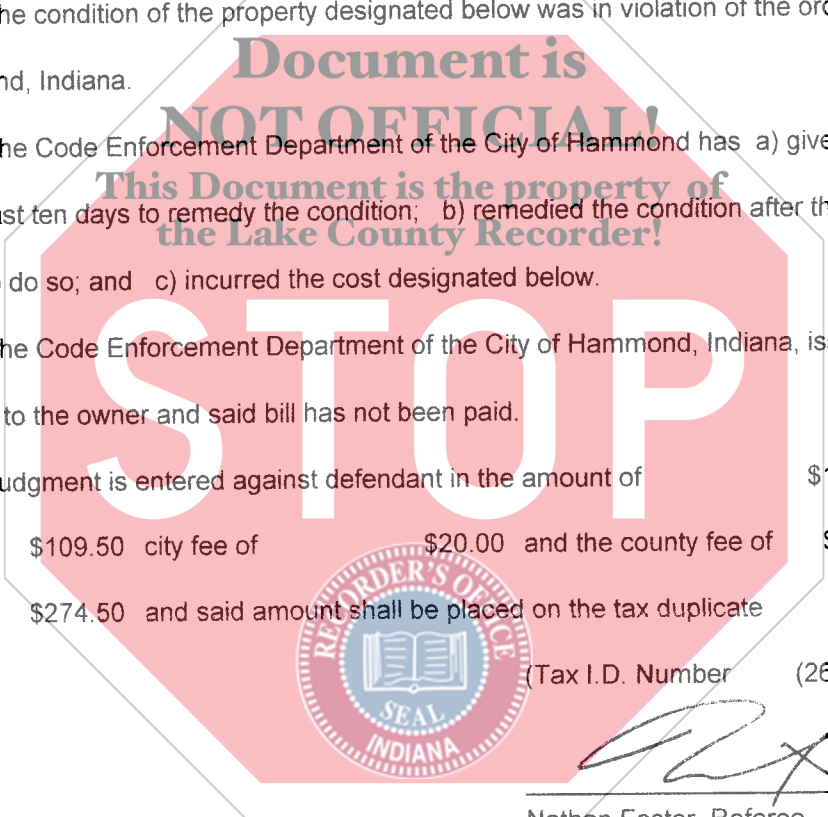 he condition of the property designated below was in violation of the ord
Document is
nd, Indiana.
NOT OFFICIAL!
he Code Enforcement Department of the City of Hammond has a) give
This Document is the property of
st ten days to remedy the condition; b) remedied the condition after th
the Lake County Recorder!
do so; and c) incurred the cost designated below.
STOP
he Code Enforcement Department of the City of Hammond, Indiana, is
to the owner and said bill has not been paid.
udgment is entered against defendant in the amount of $1
$109.50 city fee of $20.00 and the county fee of $
$274.50 and said amount shall be placed on the tax duplicate
RECORDER'S OFFICE
(Tax I.D. Number (26
SEAL
INDIANA
Nathan Foster, Referee